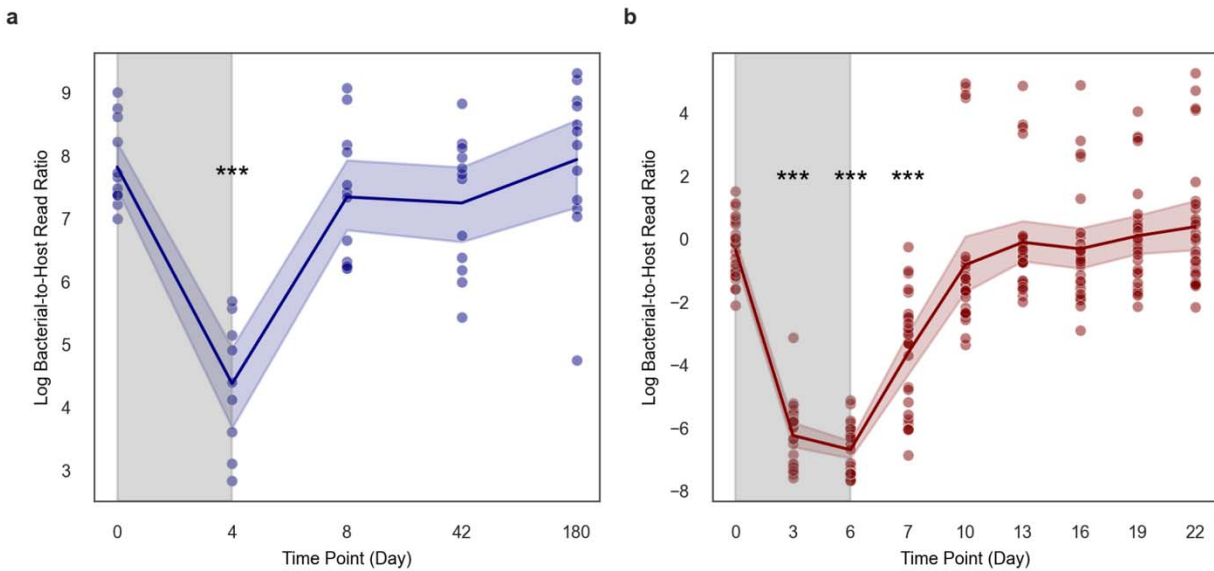 a
b
Log Bacterial-to-Host Read Ratio
9
8
7
6
5
4
3
***
0 4 8 42 180
Time Point (Day)
Log Bacterial-to-Host Read Ratio
4
2
0
−2
−4
−6
−8
*** *** ***
0 3 6 7 10 13 16 19 22
Time Point (Day)